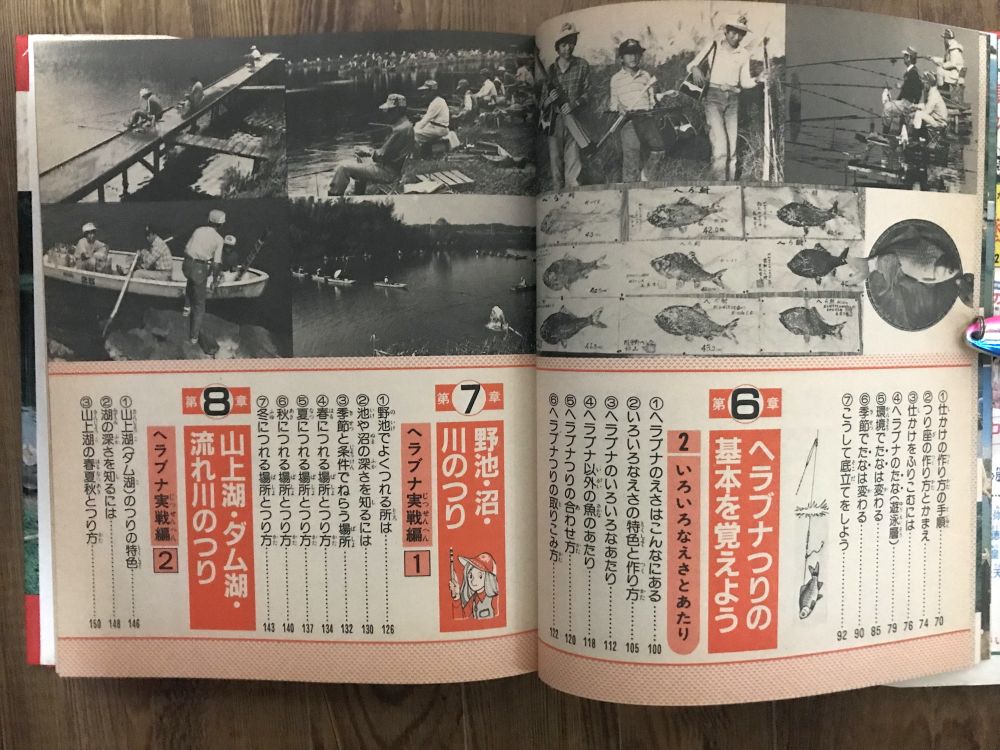 ①仕かけの作り方の手順……70
②つり座の作り方とかまえ……74
③仕かけをふりこむには……76
④ヘラブナのたな(遊泳層)……79
⑤環境でたなは変わる……85
⑥季節でたなは変わる……90
⑦こうして底立てをしよう……92
第6章
ヘラブナつりの
基本を覚えよう
2 いろいろなえさとあたり
①ヘラブナのえさはこんなにある……100
②いろいろなえさの特色と作り方……105
③ヘラブナのいろいろなあたり……112
④ヘラブナ以外の魚のあたり……118
⑤ヘラブナつりの合わせ方……120
⑥ヘラブナつりの取りこみ方……122
第7章
野池・沼・
川のつり
ヘラブナ実戦編 1
①野池でよくつれる所は……126
②池や沼の深さを知るには……130
③季節と条件でねらう場所……132
④春につれる場所とつり方……134
⑤夏につれる場所とつり方……137
⑥秋につれる場所とつり方……140
⑦冬につれる場所とつり方……143
第8章
山上湖・ダム湖・
流れ川のつり
ヘラブナ実戦編 2
①山上湖(ダム湖)のつりの特色……146
②湖の深さを知るには……148
③山上湖の春夏秋とつり方……150
へら鮒
42.0